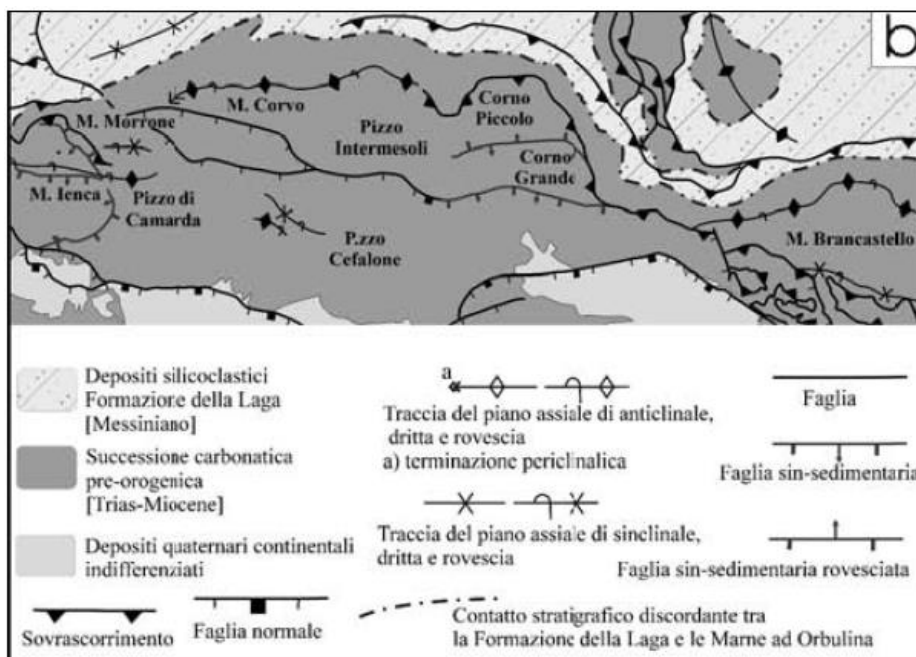 b
M. Corvo
Corno
Piccolo
M. Morrone
Pizzo
Intermesoli
Corno
Grande
M. Ienca
Pizzo di
Camarda
P.zzo
Cefalone
M. Brancastello
Depositi silicoclastici
Formazione della Laga
[Messiniano]
Successione carbonatica
pre-orogenica
[Trias-Miocene]
Depositi quaternari continentali
indifferenziati
Sovrascorrimento
Faglia normale
a
Traccia del piano assiale di anticlinale,
dritta e rovescia
a) terminazione periclinalica
Traccia del piano assiale di sinclinale,
dritta e rovescia
Contatto stratigrafico discordante tra
la Formazione della Laga e le Marne ad Orbulina
Faglia
Faglia sin-sedimentaria
Faglia sin-sedimentaria rovesciata